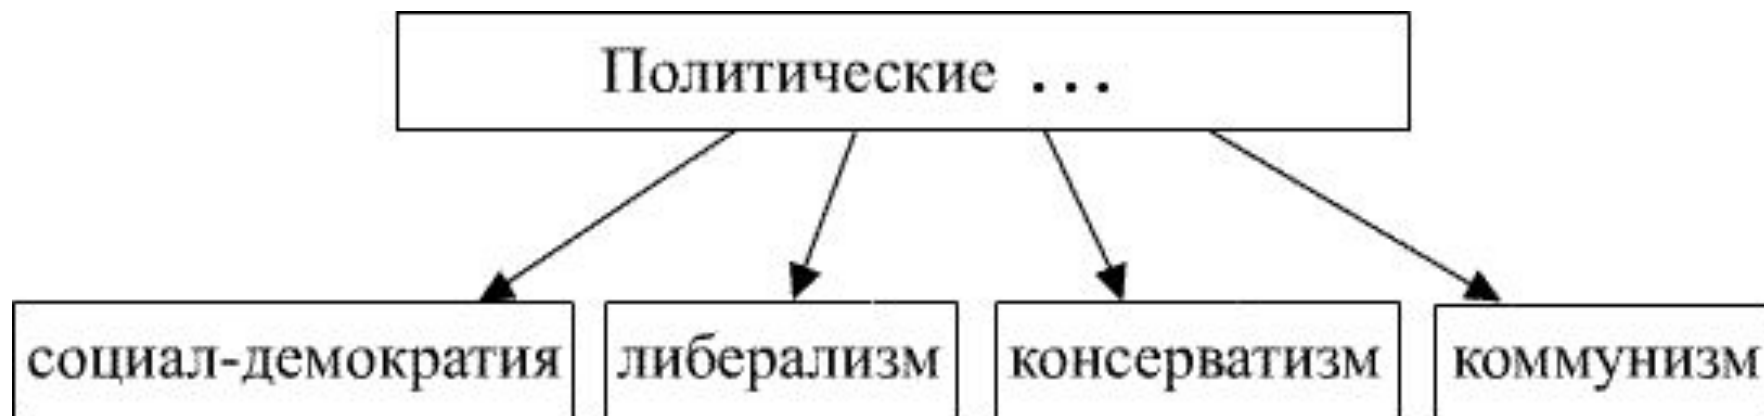 Политические ...
социал-демократия
либерализм
консерватизм
коммунизм